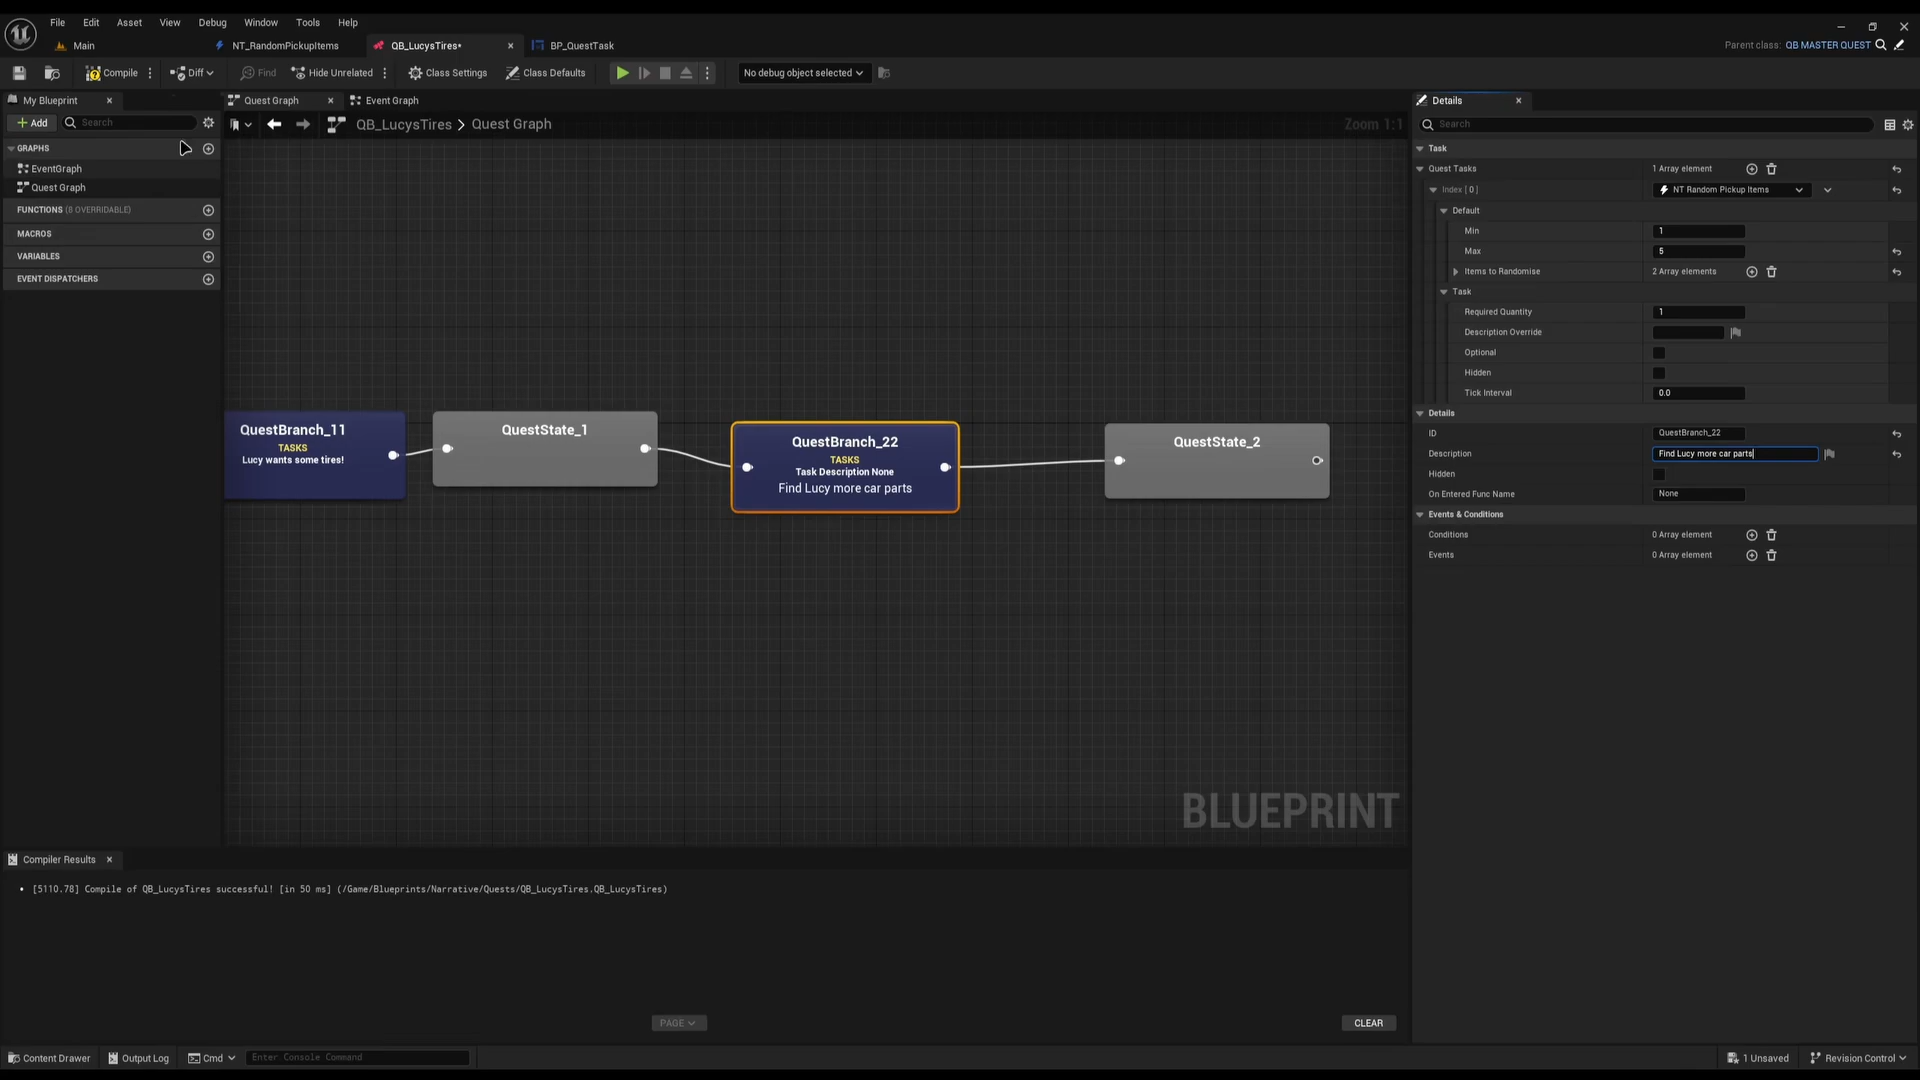 File Edit Asset View Debug Window Tools Help
Main NT_RandomPickupItems QB_LucysTires* BP_QuestTask
Parent class: QB MASTER QUEST
Compile Diff Find Hide Unrelated Class Settings Class Defaults No debug object selected
My Blueprint
Add Search
GRAPHS
EventGraph
Quest Graph
FUNCTIONS (8 OVERRIDABLE)
MACROS
VARIABLES
EVENT DISPATCHERS
Quest Graph Event Graph
QB_LucysTires > Quest Graph Zoom 1:1
QuestBranch_11
TASKS
Lucy wants some tires!
QuestState_1
QuestBranch_22
TASKS
Task Description None
Find Lucy more car parts
QuestState_2
BLUEPRINT
Details
Search
Task
Quest Tasks 1 Array element
Index [ 0 ] NT Random Pickup Items
Default
Min 1
Max 5
Items to Randomise 2 Array elements
Task
Required Quantity 1
Description Override
Optional
Hidden
Tick Interval 0.0
Details
ID QuestBranch_22
Description Find Lucy more car parts
Hidden
On Entered Func Name None
Events & Conditions
Conditions 0 Array element
Events 0 Array element
Compiler Results
[5110.78] Compile of QB_LucysTires successful! [in 50 ms] (/Game/Blueprints/Narrative/Quests/QB_LucysTires.QB_LucysTires)
PAGE CLEAR
Content Drawer Output Log Cmd Enter Console Command 1 Unsaved Revision Control